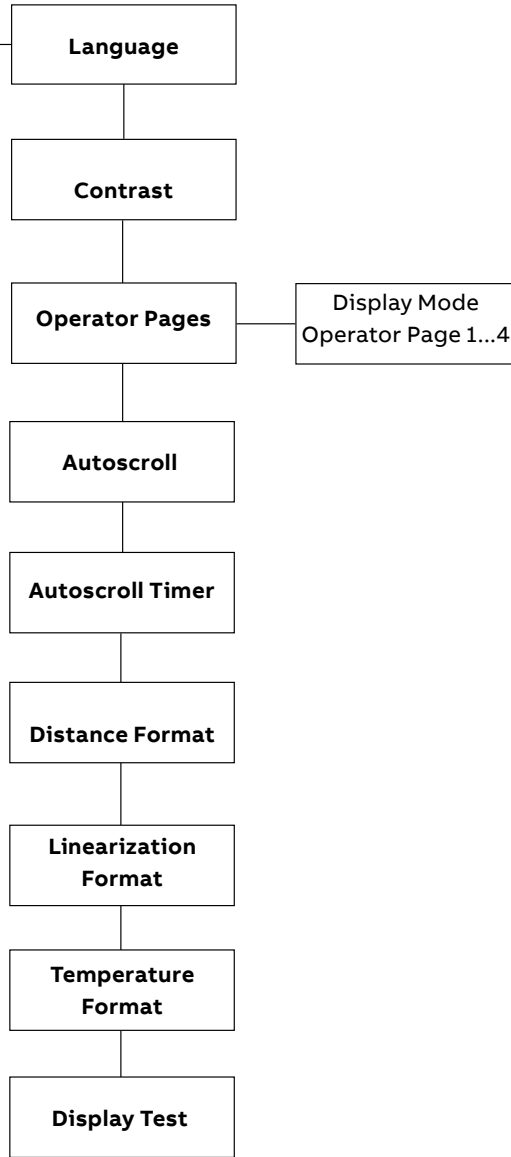 Language
Contrast
Operator Pages
Display Mode
Operator Page 1...4
Autoscroll
Autoscroll Timer
Distance Format
Linearization
Format
Temperature
Format
Display Test